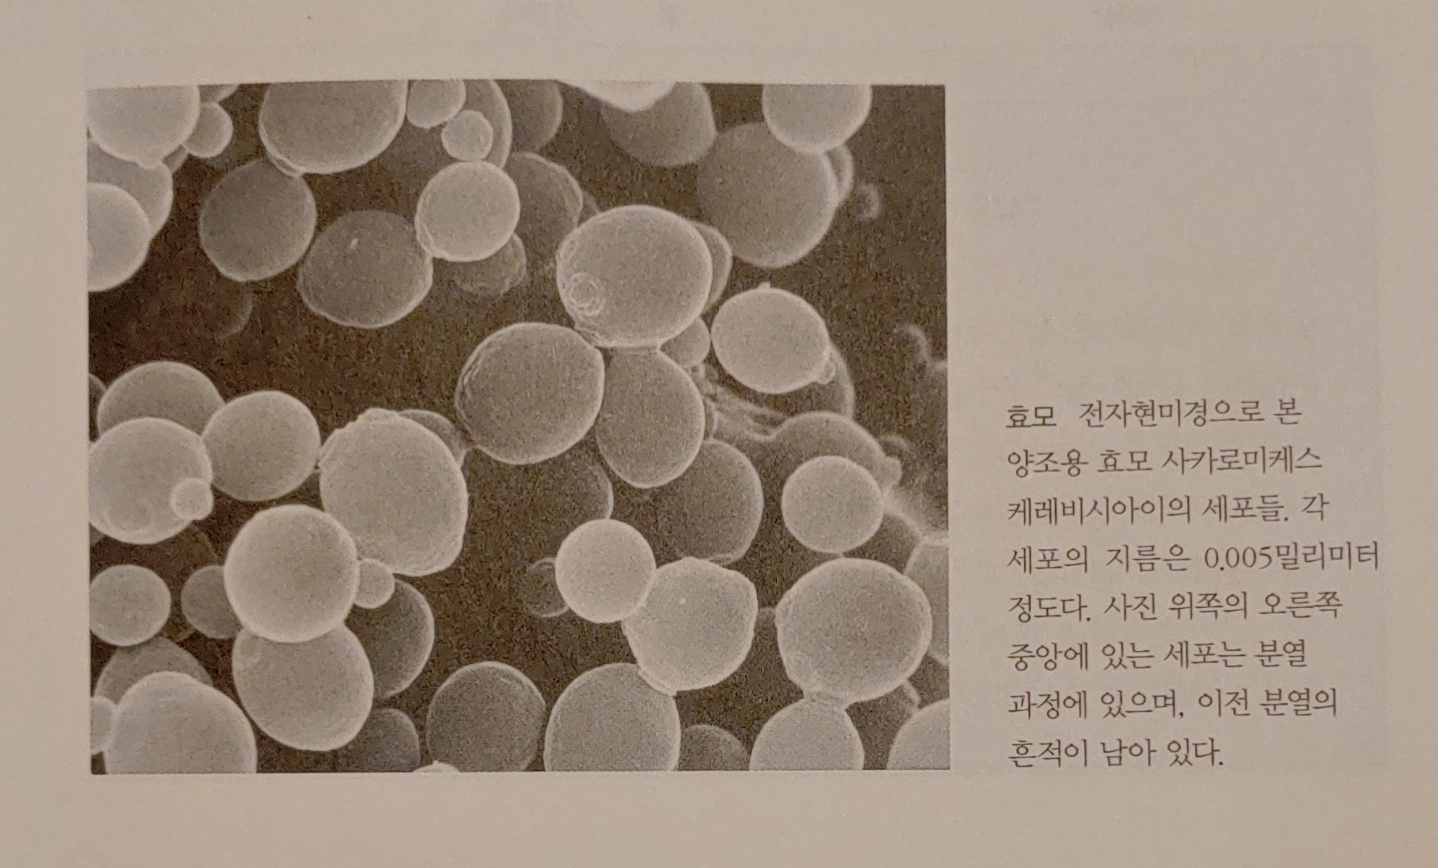 효모 전자현미경으로 본
양조용 효모 사카로미케스
케레비시아이의 세포들. 각
세포의 지름은 0.005밀리미터
정도다. 사진 위쪽의 오른쪽
중앙에 있는 세포는 분열
과정에 있으며, 이전 분열의
흔적이 남아 있다.